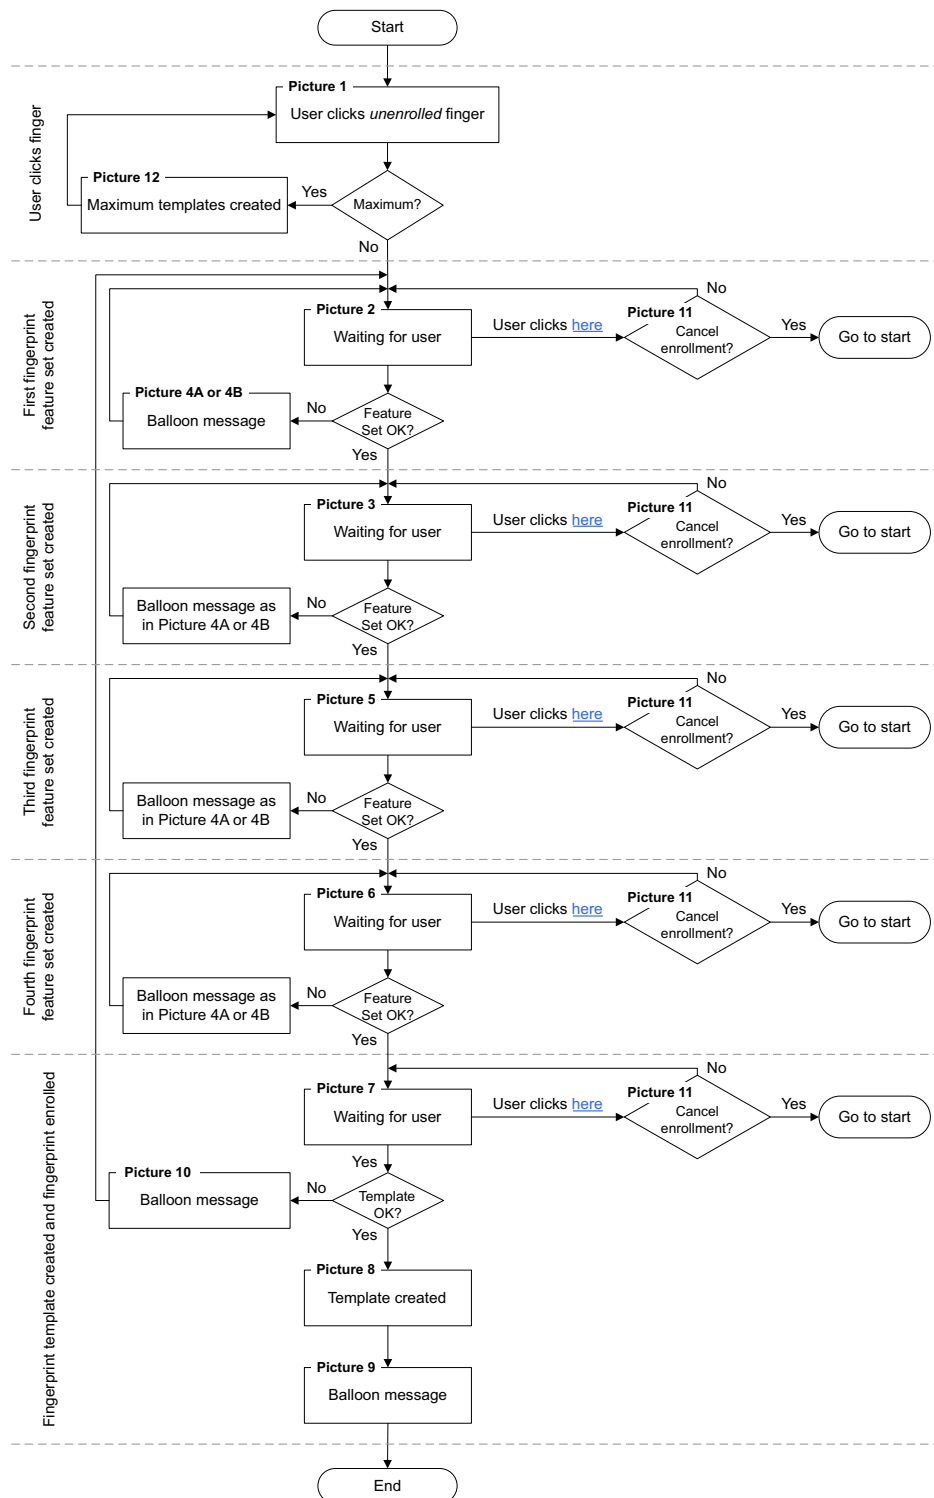 Start
User clicks finger
Picture 1
User clicks unenrolled finger
Picture 12
Maximum templates created
Yes
Maximum?
No
First fingerprint
feature set created
No
Picture 2
Waiting for user
User clicks here
Picture 11
Cancel
enrollment?
Yes
Go to start
Picture 4A or 4B
Balloon message
No
Feature
Set OK?
Yes
Second fingerprint
feature set created
No
Picture 3
Waiting for user
User clicks here
Picture 11
Cancel
enrollment?
Yes
Go to start
Balloon message as
in Picture 4A or 4B
No
Feature
Set OK?
Yes
Third fingerprint
feature set created
No
Picture 5
Waiting for user
User clicks here
Picture 11
Cancel
enrollment?
Yes
Go to start
Balloon message as
in Picture 4A or 4B
No
Feature
Set OK?
Yes
Fourth fingerprint
feature set created
No
Picture 6
Waiting for user
User clicks here
Picture 11
Cancel
enrollment?
Yes
Go to start
Balloon message as
in Picture 4A or 4B
No
Feature
Set OK?
Yes
Fingerprint template created and fingerprint enrolled
No
Picture 7
Waiting for user
User clicks here
Picture 11
Cancel
enrollment?
Yes
Go to start
Yes
Picture 10
Balloon message
No
Template
OK?
Yes
Picture 8
Template created
Picture 9
Balloon message
End